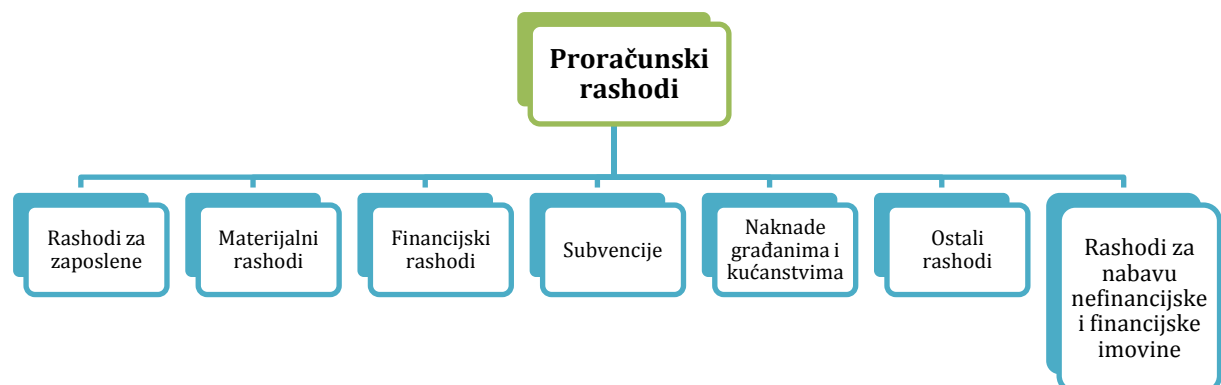 Proračunski
rashodi
Rashodi za
zaposlene
Materijalni
rashodi
Financijski
rashodi
Subvencije
Naknade
građanima i
kućanstvima
Ostali
rashodi
Rashodi za
nabavu
nefinancijske
i financijske
imovine